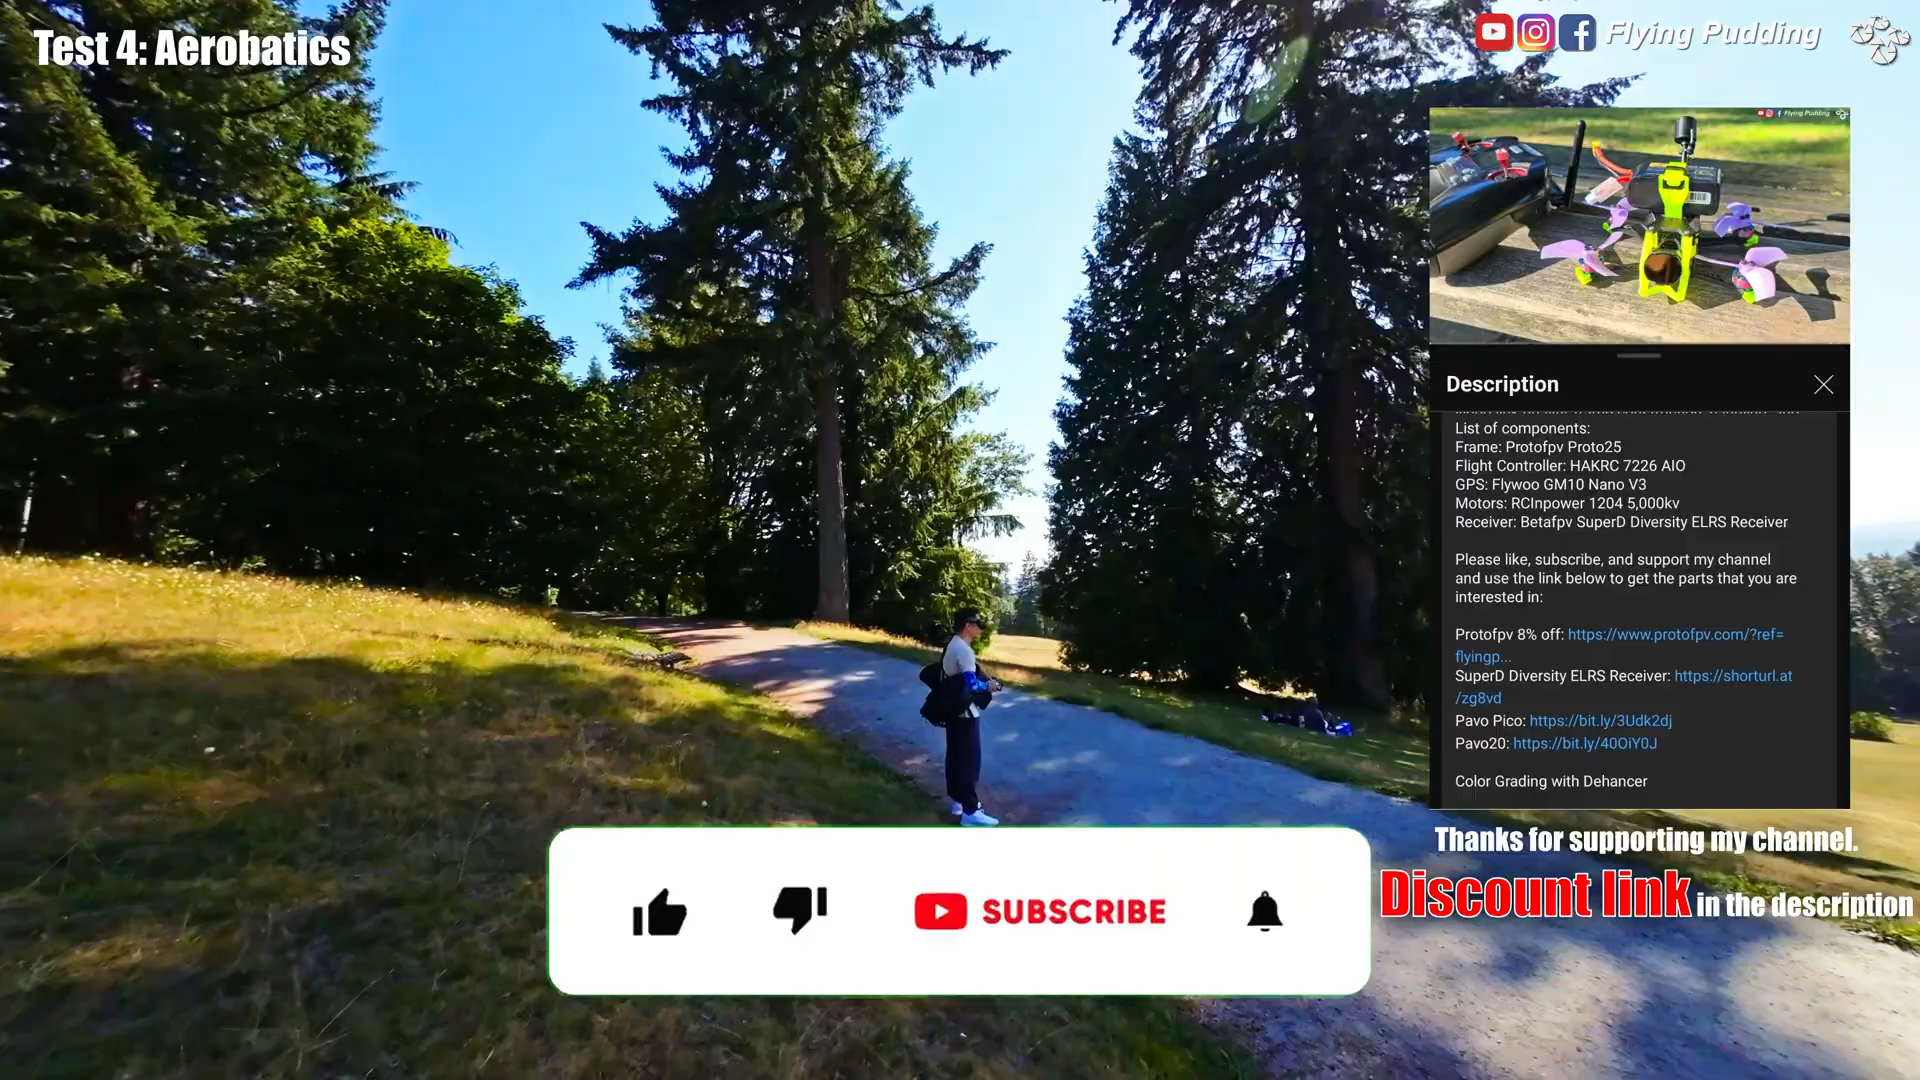 Test 4: Aerobatics
Flying Pudding
Flying Pudding
Description
List of components:
Frame: Protofpv Proto25
Flight Controller: HAKRC 7226 AIO
GPS: Flywoo GM10 Nano V3
Motors: RCInpower 1204 5,000kv
Receiver: Betafpv SuperD Diversity ELRS Receiver
Please like, subscribe, and support my channel
and use the link below to get the parts that you are
interested in:
Protofpv 8% off: https://www.protofpv.com/?ref=
flyingp...
SuperD Diversity ELRS Receiver: https://shorturl.at
/zg8vd
Pavo Pico: https://bit.ly/3Udk2dj
Pavo20: https://bit.ly/40OiY0J
Color Grading with Dehancer
Thanks for supporting my channel.
Discount link in the description
SUBSCRIBE